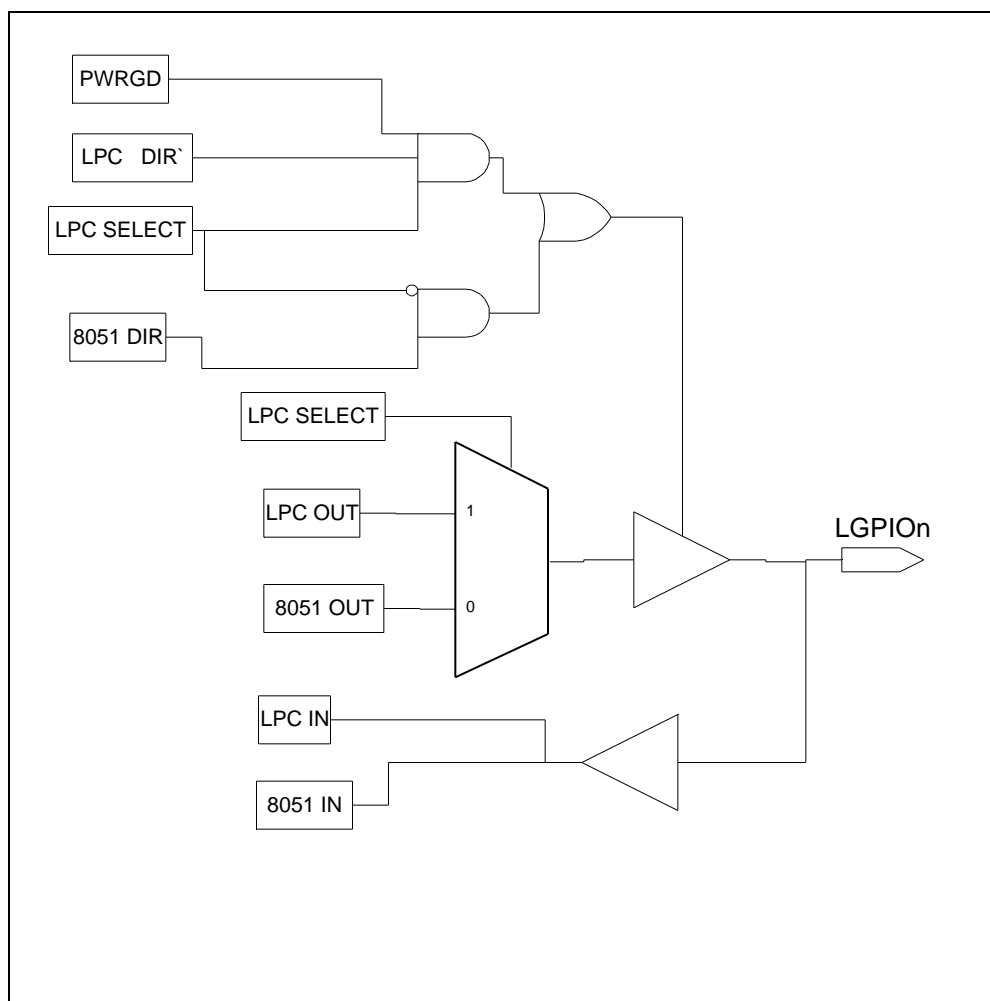 PWRGD
LPC DIR`
LPC SELECT
8051 DIR
LPC SELECT
LPC OUT
1
LGPIOn
8051 OUT
0
LPC IN
8051 IN